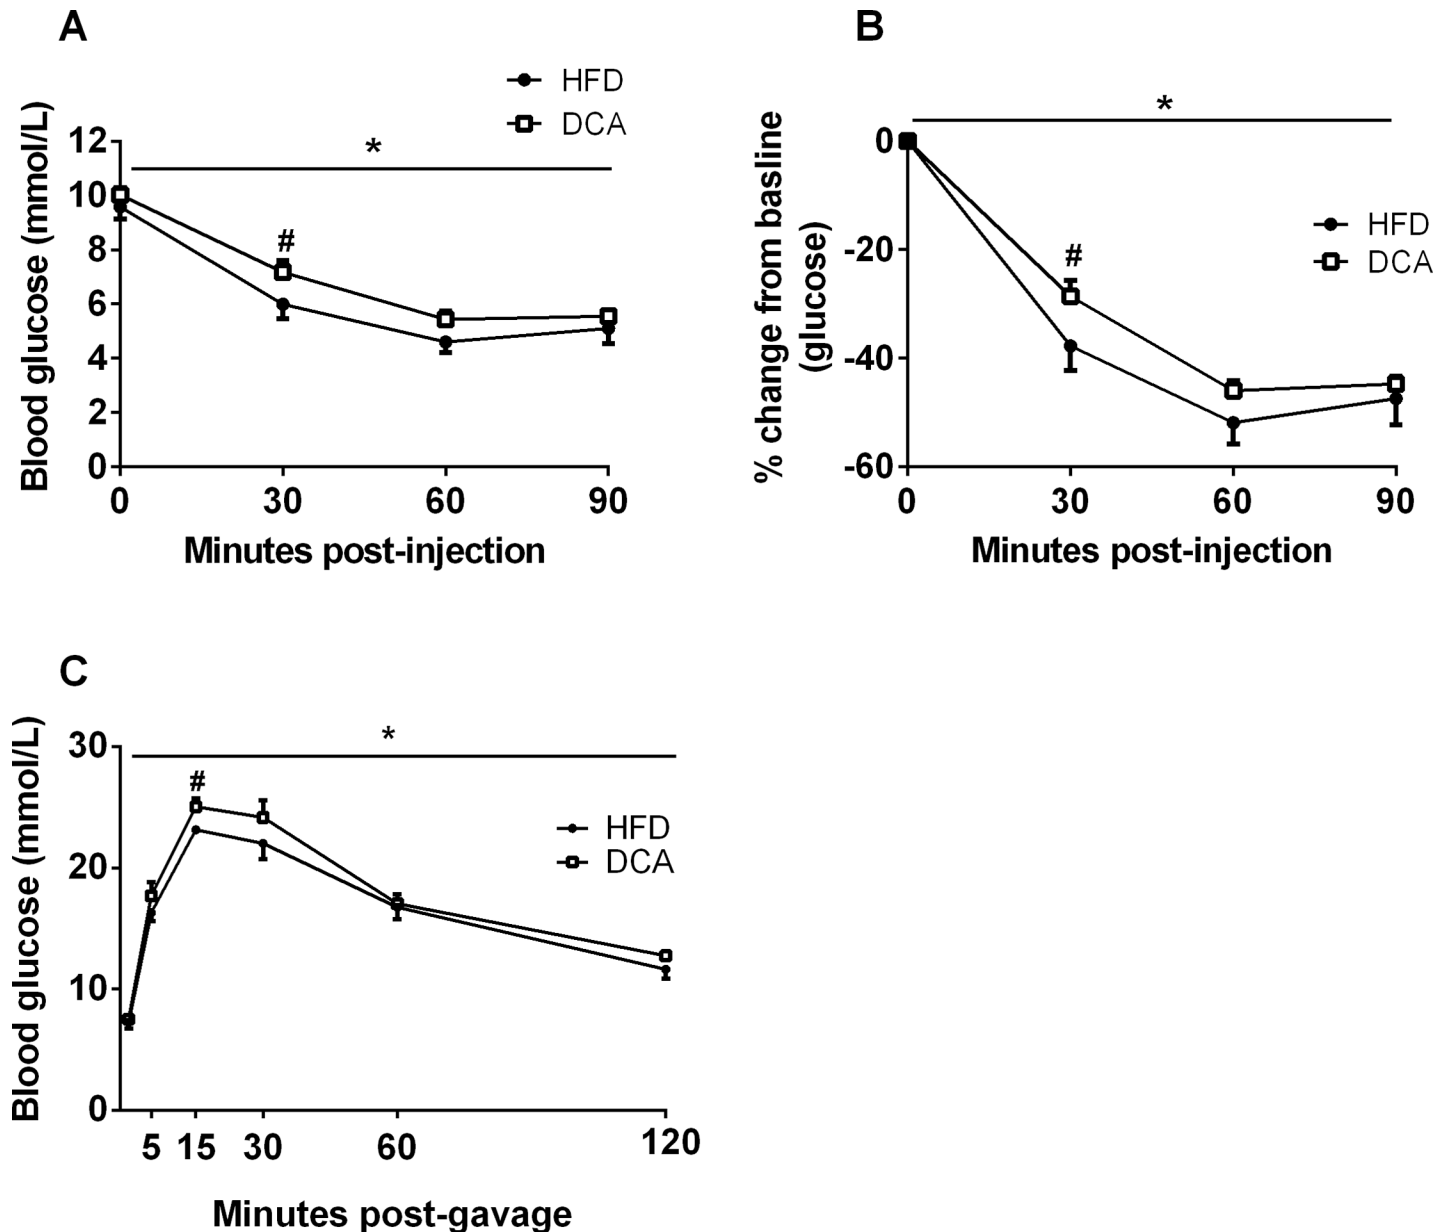 A
HFD
DCA
*
#
Blood glucose (mmol/L)
12
10
8
6
4
2
0
0 30 60 90
Minutes post-injection
B
*
#
HFD
DCA
% change from basline
(glucose)
0
-20
-40
-60
0 30 60 90
Minutes post-injection
C
*
#
HFD
DCA
Blood glucose (mmol/L)
30
20
10
0
5 15 30 60 120
Minutes post-gavage